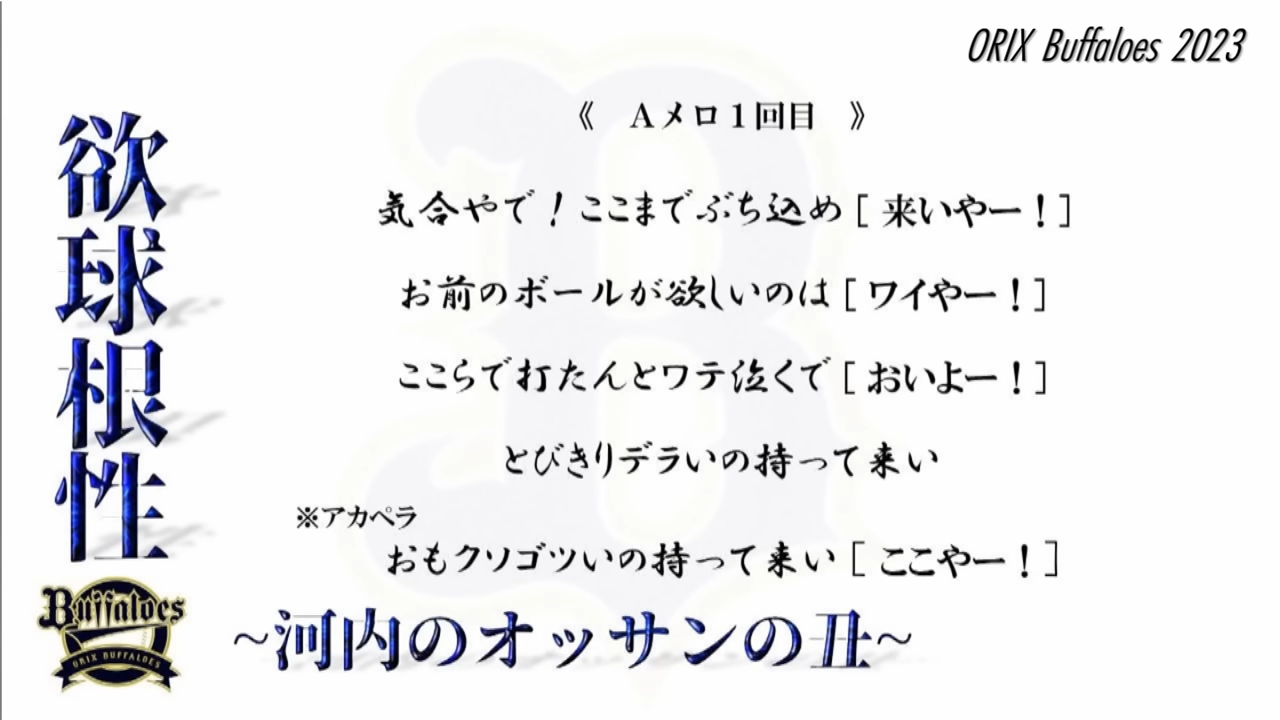 ORIX Buffaloes 2023
欲球根性
《　Aメロ1回目　》
気合やで！ここまでぶち込め［ 来いやー！］
お前のボールが欲しいのは［ ワイやー！］
ここらで打たんとワテ泣くで［ おいよー！］
とびきりデラいの持って来い
※アカペラ
おもクソゴツいの持って来い［ ここやー！］
～河内のオッサンの丑～
Buffaloes
ORIX BUFFALOES